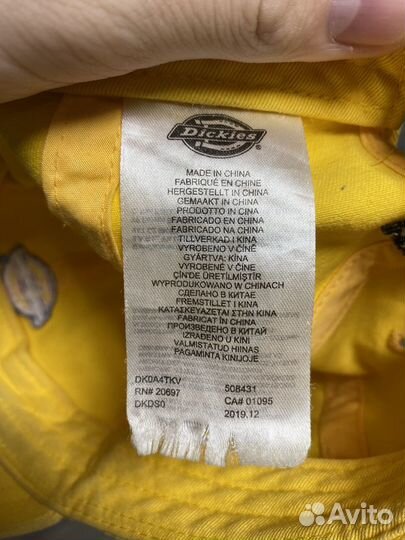 Dickies
MADE IN CHINA
FABRIQUÉ EN CHINE
HERGESTELLT IN CHINA
GEMAAKT IN CHINA
PRODOTTO IN CINA
FABRICADO EN CHINA
FABRICADO NA CHINA
TILLVERKAD I KINA
VYROBENO V ČÍNE
GYÁRTVA: KÍNA
VYROBENÉ V ČÍNE
ÇİN'DE ÜRETİLMİŞTİR
WYPRODUKOWANO W CHINACH
СДЕЛАНО В КИТАЕ
FREMSTILLET I KINA
ΚΑΤΑΣΚΕΥΑΖΕΤΑΙ ΣΤΗΝ ΚΙΝΑ
FABRICAT IN CHINA
ПРОИЗВЕДЕНО В КИТАЙ
IZRAĐENO U KINI
VALMISTATUD HIINAS
PAGAMINTA KINIJOJE
DK0A4TKV 508431
RN# 20697 CA# 01095
DKDS0 2019.12
Avito